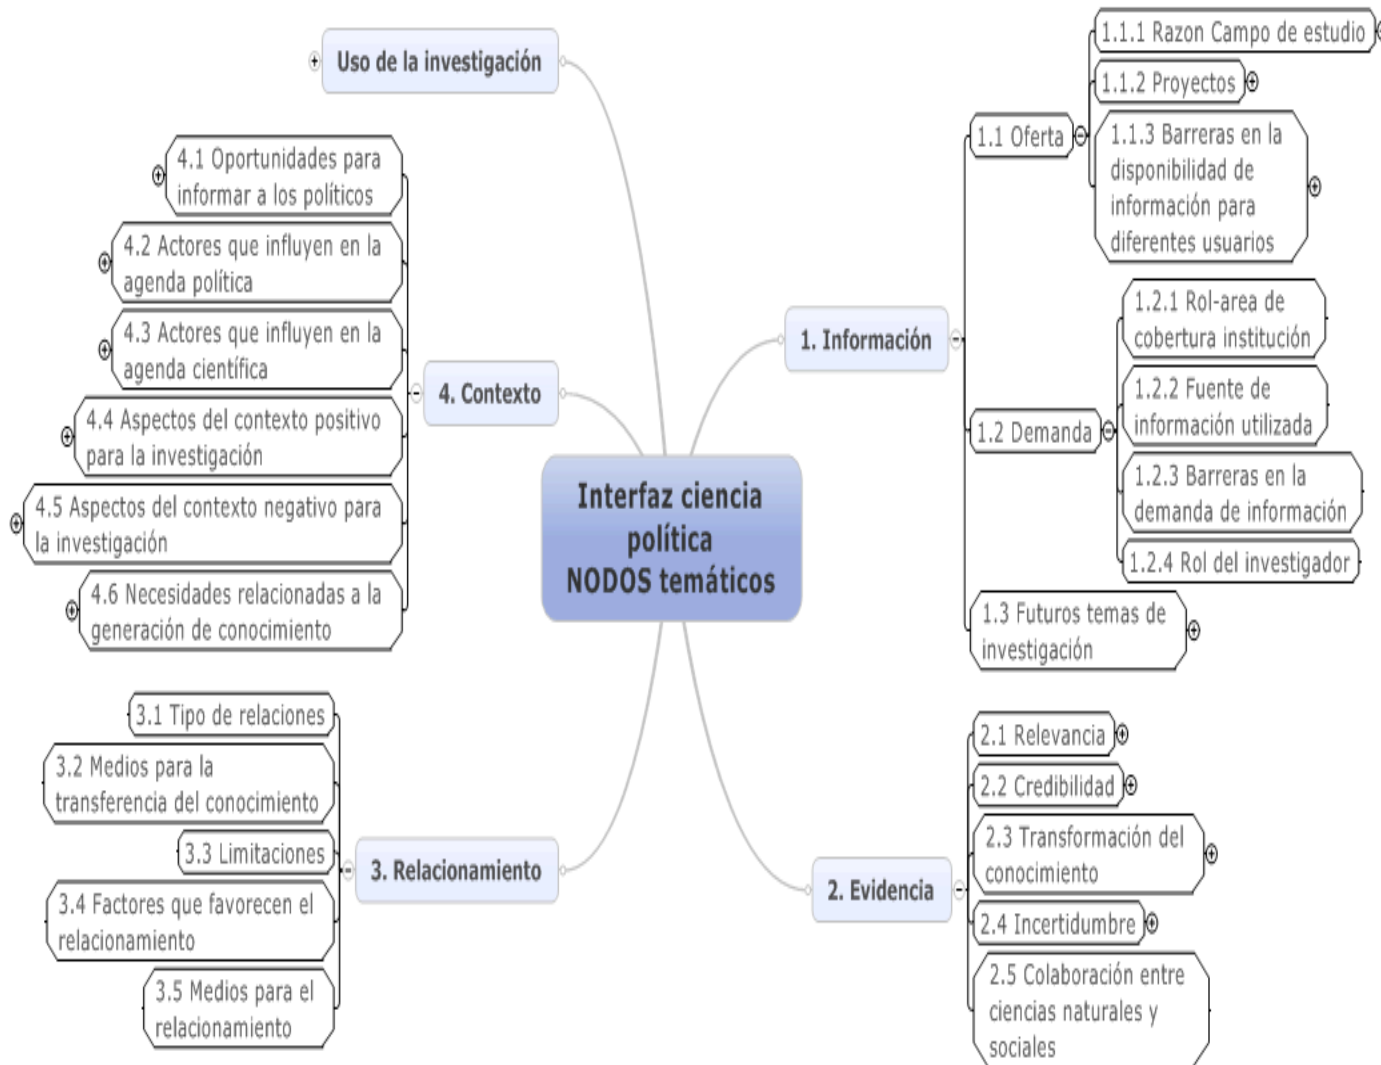 Interfaz ciencia
política
NODOS temáticos
1. Información
1.1 Oferta
1.1.1 Razon Campo de estudio
1.1.2 Proyectos
1.1.3 Barreras en la
disponibilidad de
información para
diferentes usuarios
1.2 Demanda
1.2.1 Rol-area de
cobertura institución
1.2.2 Fuente de
información utilizada
1.2.3 Barreras en la
demanda de información
1.2.4 Rol del investigador
1.3 Futuros temas de
investigación
2. Evidencia
2.1 Relevancia
2.2 Credibilidad
2.3 Transformación del
conocimiento
2.4 Incertidumbre
2.5 Colaboración entre
ciencias naturales y
sociales
3. Relacionamiento
3.1 Tipo de relaciones
3.2 Medios para la
transferencia del conocimiento
3.3 Limitaciones
3.4 Factores que favorecen el
relacionamiento
3.5 Medios para el
relacionamiento
4. Contexto
4.1 Oportunidades para
informar a los políticos
4.2 Actores que influyen en la
agenda política
4.3 Actores que influyen en la
agenda científica
4.4 Aspectos del contexto positivo
para la investigación
4.5 Aspectos del contexto negativo para
la investigación
4.6 Necesidades relacionadas a la
generación de conocimiento
Uso de la investigación